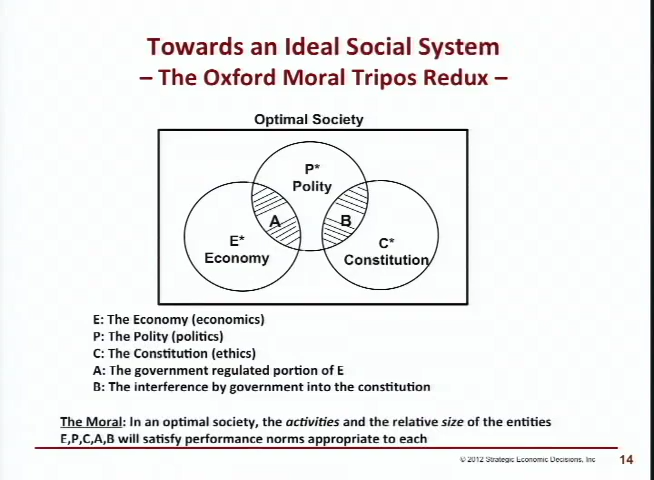 Towards an Ideal Social System
– The Oxford Moral Tripos Redux –
Optimal Society
P*
Polity
A
B
E*
Economy
C*
Constitution
E: The Economy (economics)
P: The Polity (politics)
C: The Constitution (ethics)
A: The government regulated portion of E
B: The interference by government into the constitution
The Moral: In an optimal society, the activities and the relative size of the entities
E,P,C,A,B will satisfy performance norms appropriate to each
© 2012 Strategic Economic Decisions, Inc
14